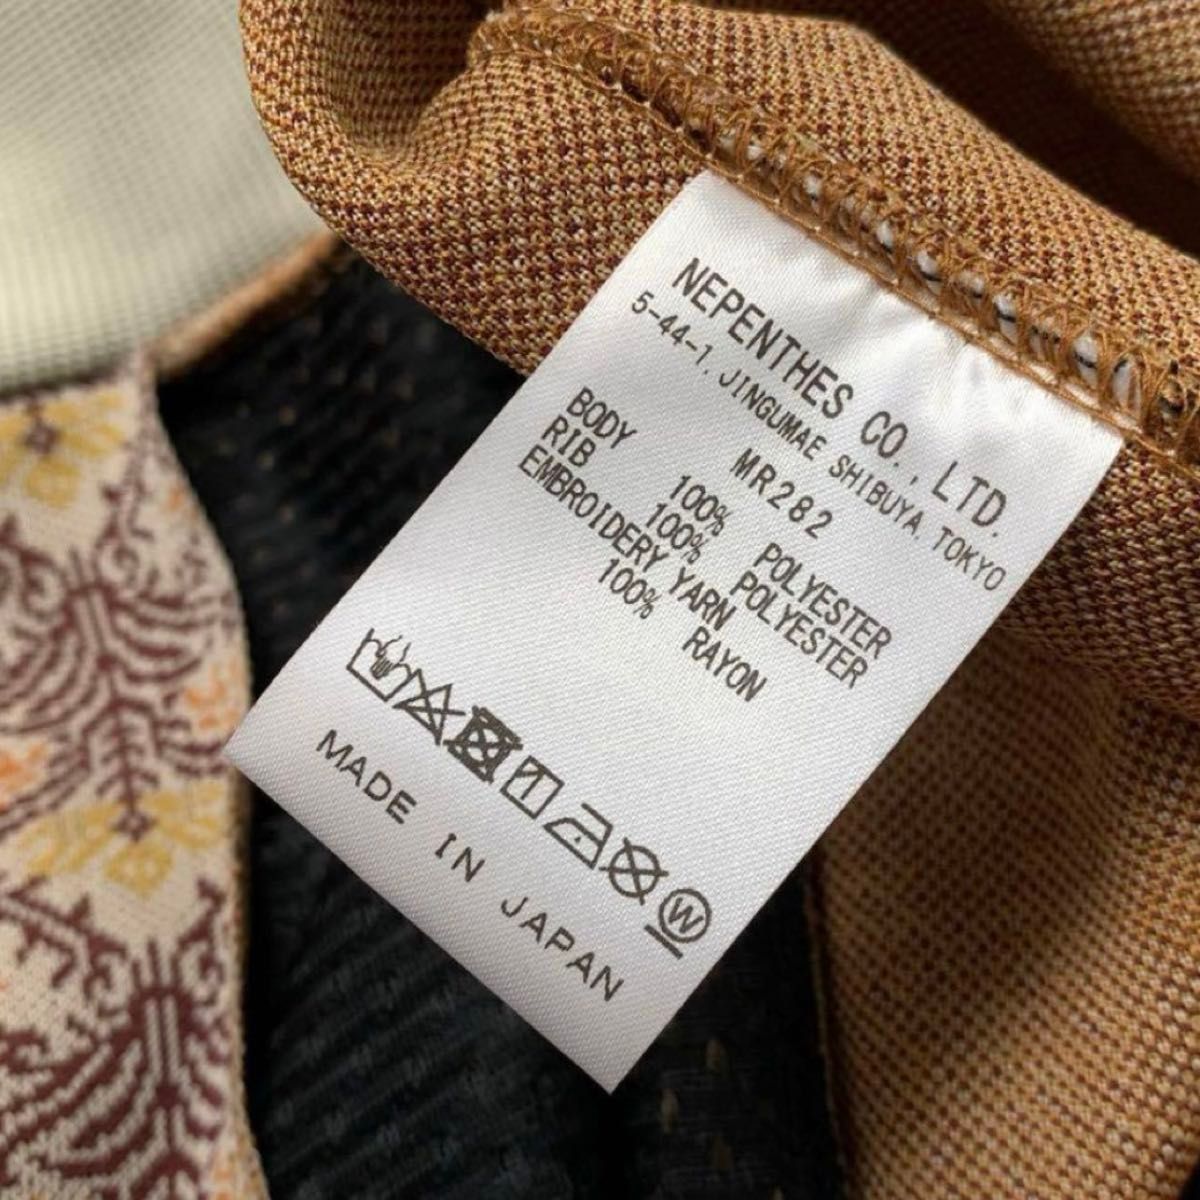 NEPENTHES CO., LTD.
5-44-1, JINGUMAE SHIBUYA, TOKYO
MR282
BODY 100% POLYESTER
RIB 100% POLYESTER
EMBROIDERY YARN
100% RAYON
W
MADE IN JAPAN